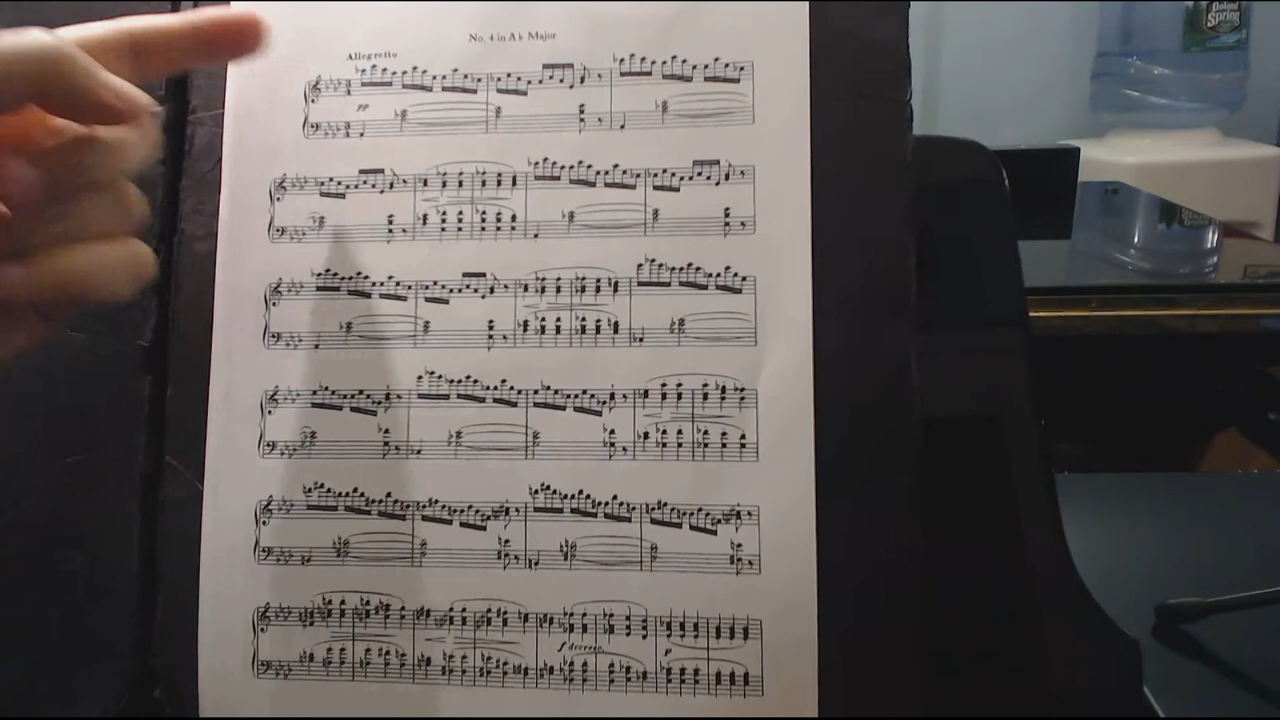 No. 4 in A♭ Major
Allegretto
pp
f decresc.
p
Poland
Spring